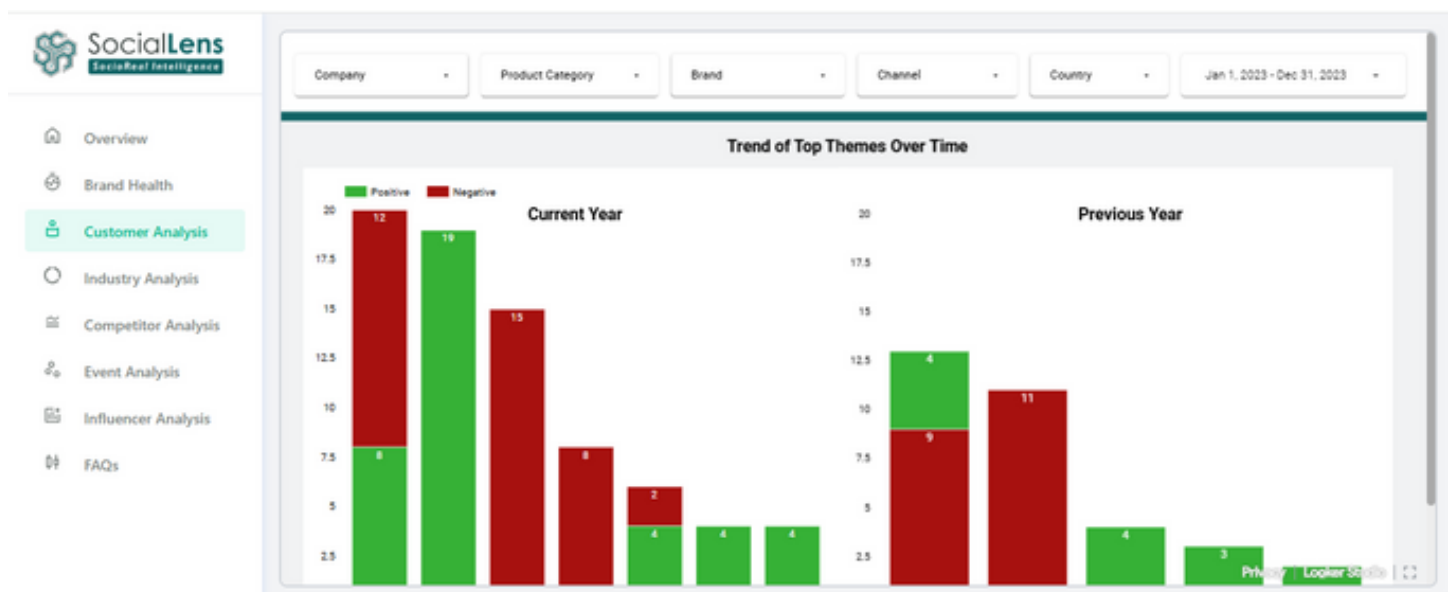 SocialLens
SocioReal Intelligence
Overview
Brand Health
Customer Analysis
Industry Analysis
Competitor Analysis
Event Analysis
Influencer Analysis
FAQs
Company
Product Category
Brand
Channel
Country
Jan 1, 2023 - Dec 31, 2023
Trend of Top Themes Over Time
Positive
Negative
Current Year
20
17.5
15
12.5
10
7.5
5
2.5
12
8
19
15
8
2
4
4
4
Previous Year
20
17.5
15
12.5
10
7.5
5
2.5
4
9
11
4
3
Privacy | Looker Studio |